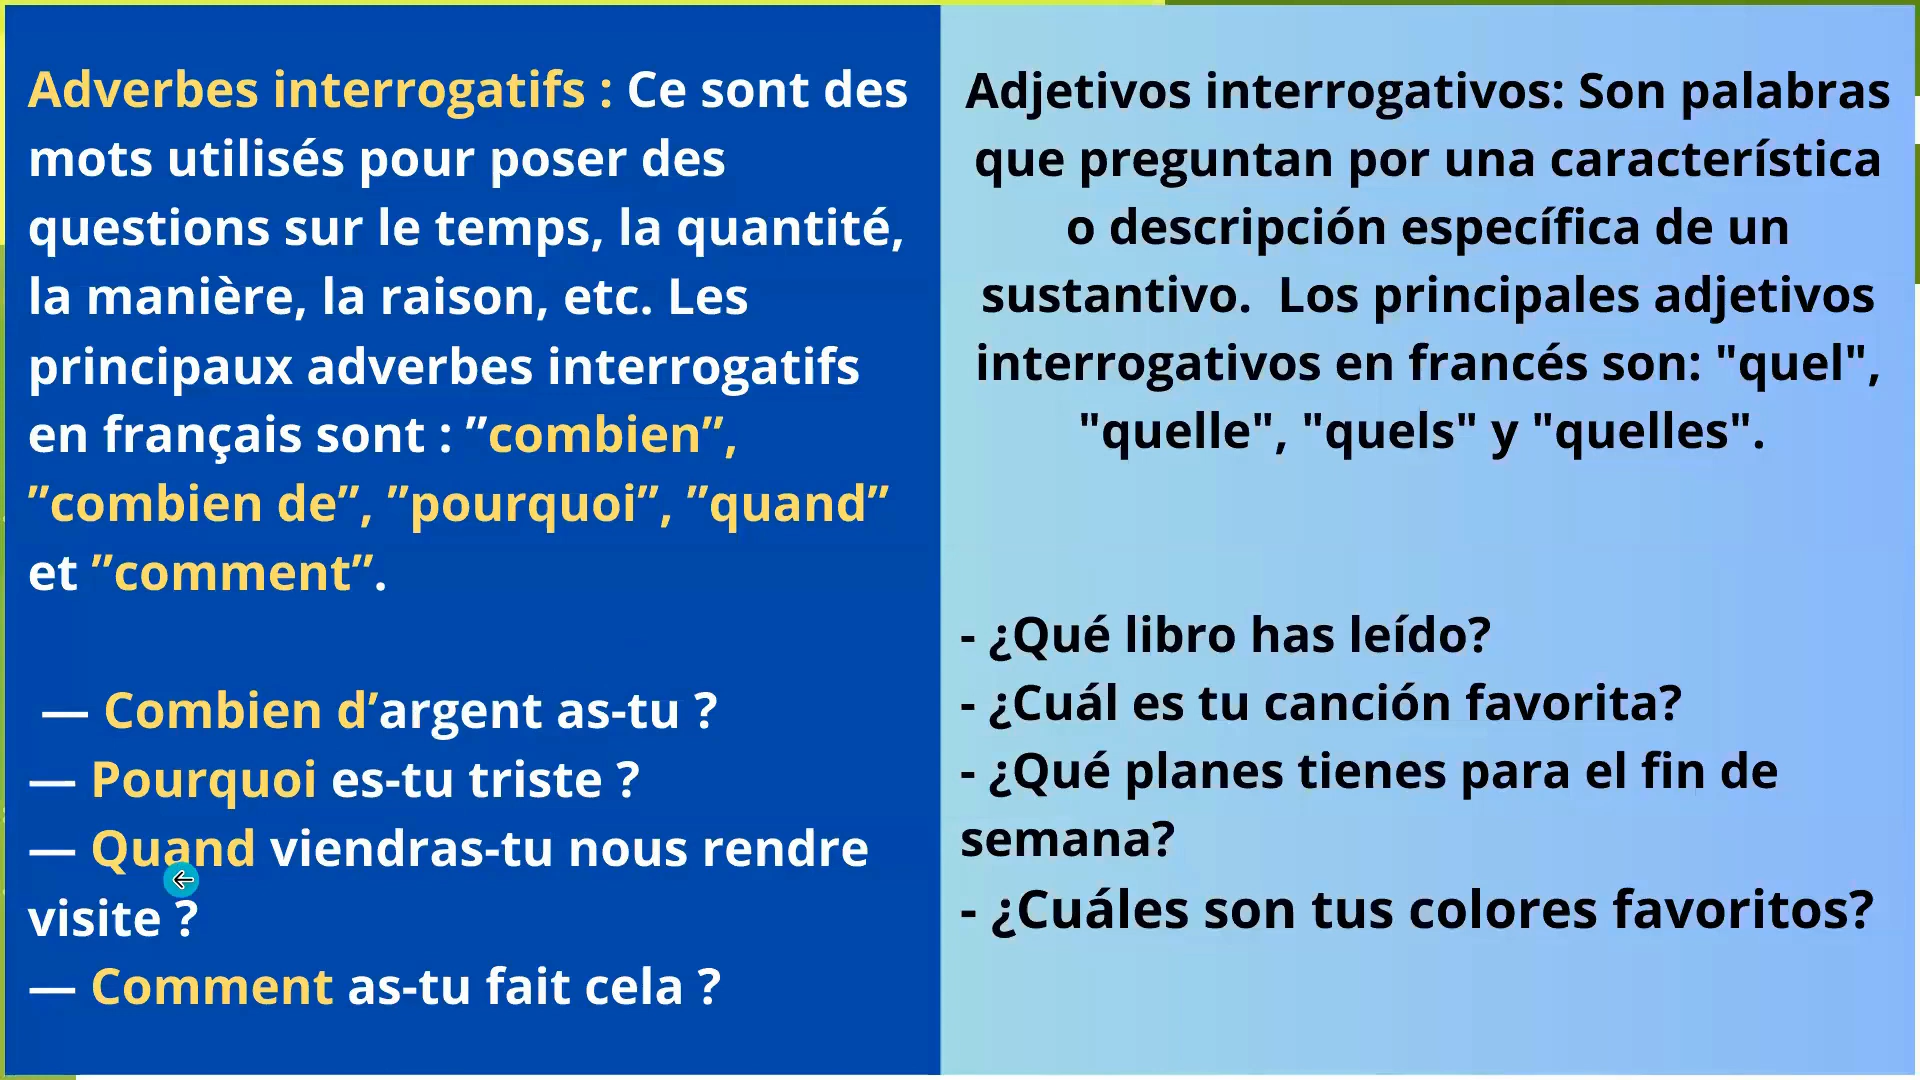 Adverbes interrogatifs : Ce sont des
mots utilisés pour poser des
questions sur le temps, la quantité,
la manière, la raison, etc. Les
principaux adverbes interrogatifs
en français sont : ”combien”,
”combien de”, ”pourquoi”, ”quand”
et ”comment”.
— Combien d’argent as-tu ?
— Pourquoi es-tu triste ?
— Quand viendras-tu nous rendre
visite ?
— Comment as-tu fait cela ?
Adjetivos interrogativos: Son palabras
que preguntan por una característica
o descripción específica de un
sustantivo. Los principales adjetivos
interrogativos en francés son: "quel",
"quelle", "quels" y "quelles".
- ¿Qué libro has leído?
- ¿Cuál es tu canción favorita?
- ¿Qué planes tienes para el fin de
semana?
- ¿Cuáles son tus colores favoritos?